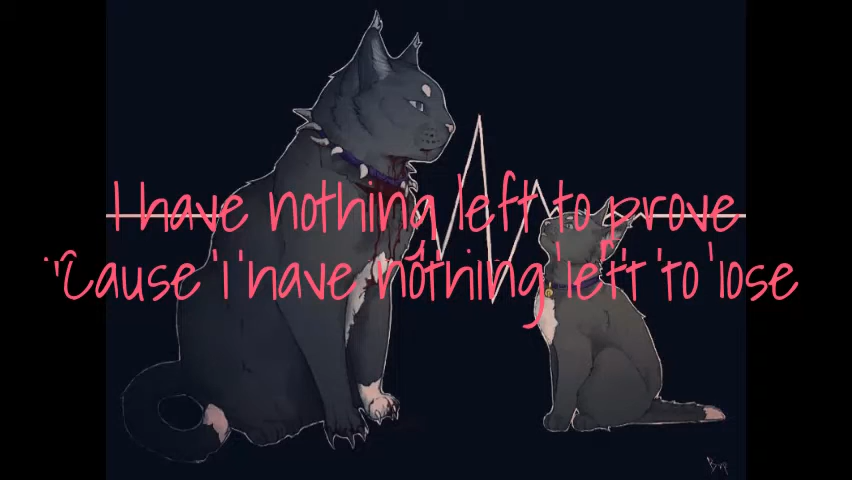 I have nothing left to prove
'Cause I have nothing left to lose